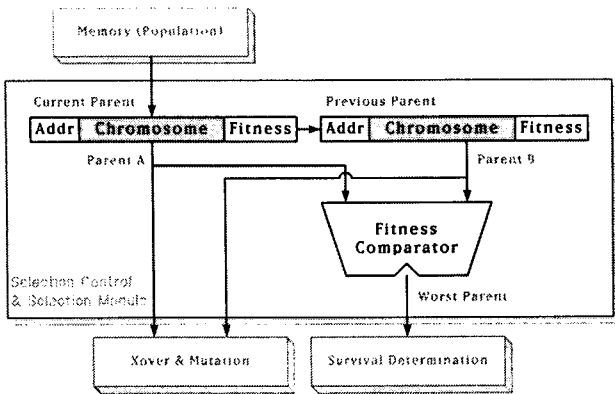 Memory (Population)
Current Parent
Previous Parent
Addr Chromosome Fitness
Addr Chromosome Fitness
Parent A
Parent B
Fitness
Comparator
Selection Control
& Selection Module
Worst Parent
Xover & Mutation
Survival Determination